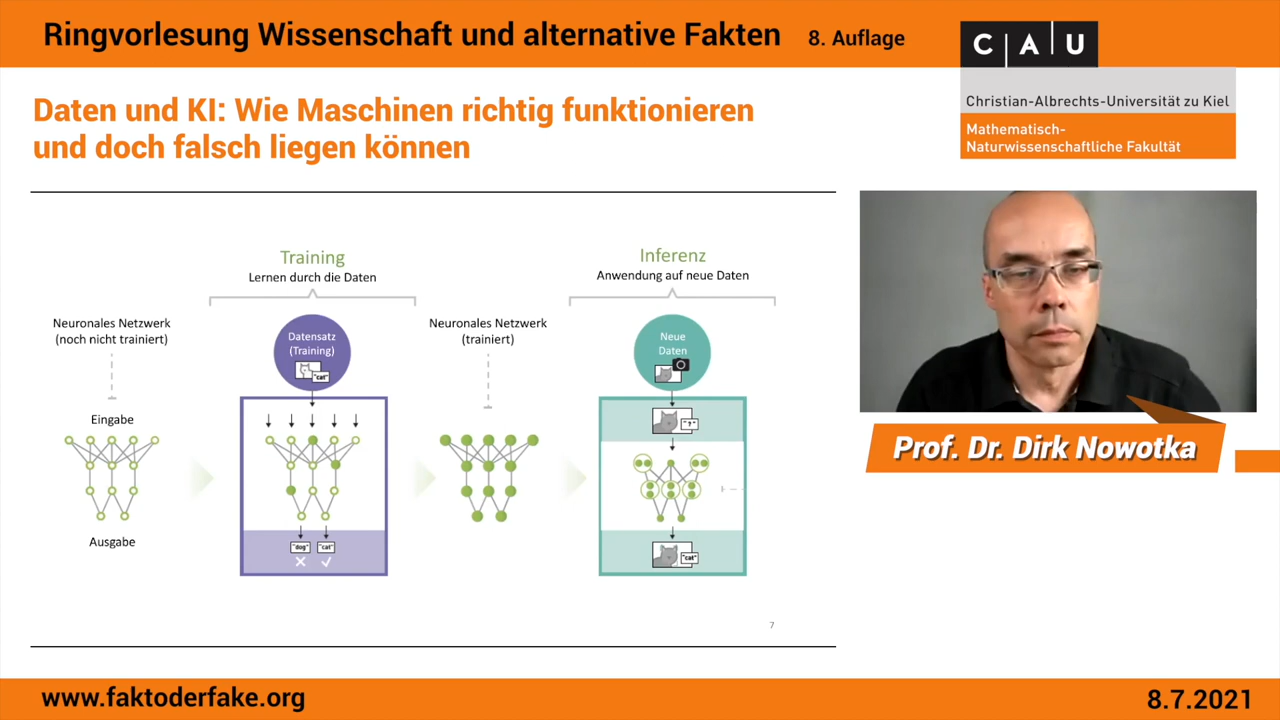 Ringvorlesung Wissenschaft und alternative Fakten 8. Auflage
C A U
Christian-Albrechts-Universität zu Kiel
Mathematisch-
Naturwissenschaftliche Fakultät
Daten und KI: Wie Maschinen richtig funktionieren
und doch falsch liegen können
Training
Lernen durch die Daten
Inferenz
Anwendung auf neue Daten
Neuronales Netzwerk
(noch nicht trainiert)
Datensatz
(Training)
"cat"
Neuronales Netzwerk
(trainiert)
Neue
Daten
Eingabe
"?"
Ausgabe
"dog" "cat"
"cat"
7
Prof. Dr. Dirk Nowotka
www.faktoderfake.org
8.7.2021